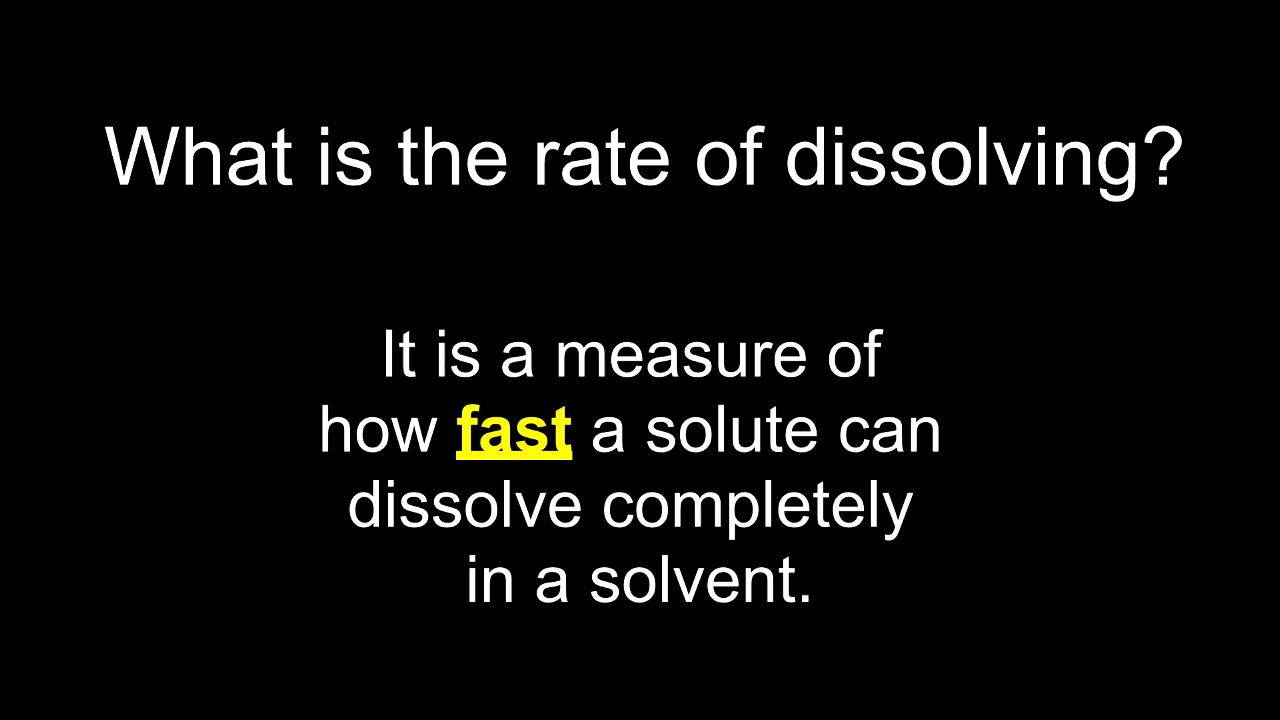 What is the rate of dissolving?
It is a measure of
how fast a solute can
dissolve completely
in a solvent.